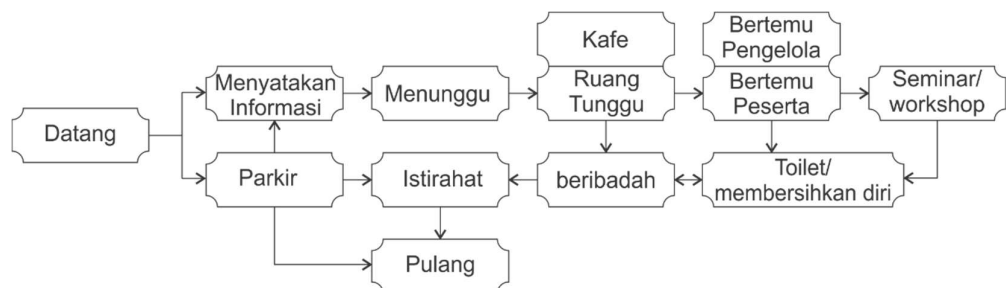 Kafe
Bertemu
Pengelola
Menyatakan
Informasi
Menunggu
Ruang
Tunggu
Bertemu
Peserta
Seminar/
workshop
Datang
Parkir
Istirahat
beribadah
Toilet/
membersihkan diri
Pulang